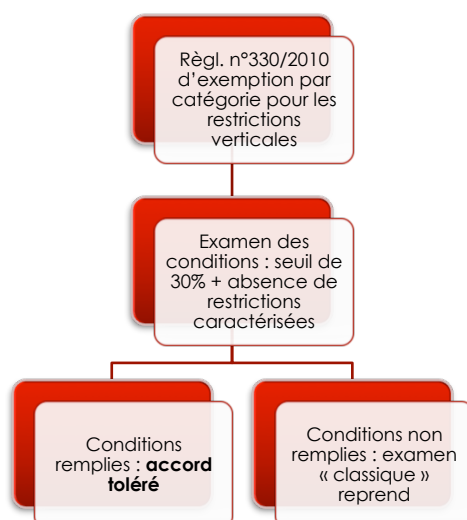 Règl. n°330/2010
d'exemption par
catégorie pour les
restrictions
verticales
Examen des
conditions : seuil de
30% + absence de
restrictions
caractérisées
Conditions
remplies : accord
toléré
Conditions non
remplies : examen
« classique »
reprend